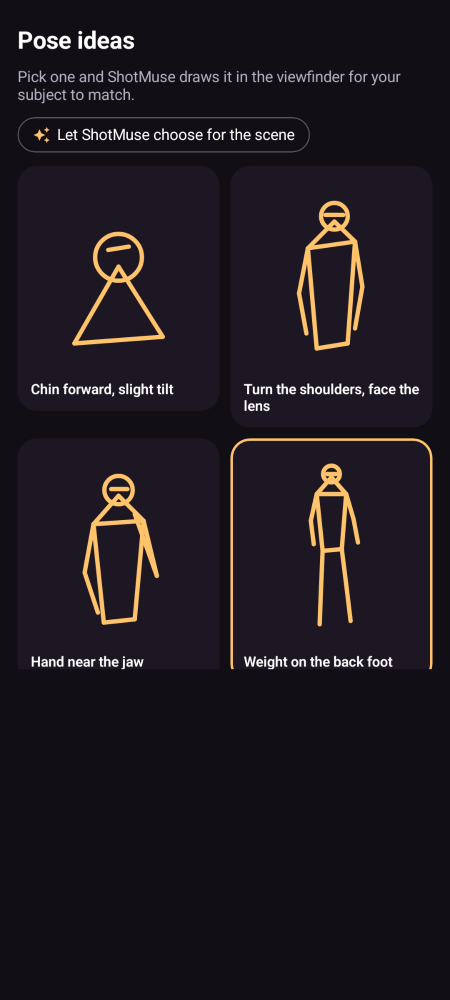 Pose ideas
Pick one and ShotMuse draws it in the viewfinder for your
subject to match.
Let ShotMuse choose for the scene
Chin forward, slight tilt
Turn the shoulders, face the
lens
Hand near the jaw
Weight on the back foot